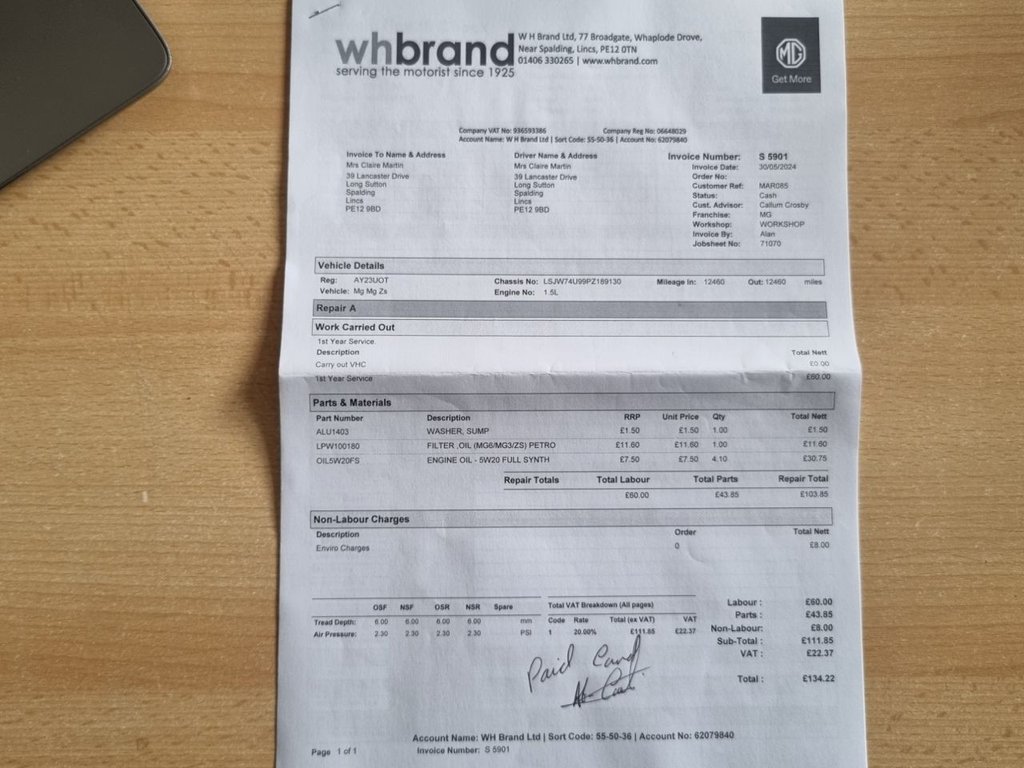 whbrand
serving the motorist since 1925
W H Brand Ltd, 77 Broadgate, Whaplode Drove,
Near Spalding, Lincs, PE12 0TN
01406 330265 | www.whbrand.com
MG
Get More
Company VAT No: 936593386 Company Reg No: 06648029
Account Name: W H Brand Ltd | Sort Code: 55-50-36 | Account No: 62079840
Invoice To Name & Address
Mrs Claire Martin
39 Lancaster Drive
Long Sutton
Spalding
Lincs
PE12 9BD
Driver Name & Address
Mrs Claire Martin
39 Lancaster Drive
Long Sutton
Spalding
Lincs
PE12 9BD
Invoice Number: S 5901
Invoice Date: 30/05/2024
Order No:
Customer Ref: MAR085
Status: Cash
Cust. Advisor: Callum Crosby
Franchise: MG
Workshop: WORKSHOP
Invoice By: Alan
Jobsheet No: 71070
Vehicle Details
Reg: AY23UOT Chassis No: LSJW74U99PZ189130 Mileage In: 12460 Out: 12460 miles
Vehicle: Mg Mg Zs Engine No: 1.5L
Repair A
Work Carried Out
1st Year Service
Description Total Nett
Carry out VHC £0.00
1st Year Service £60.00
Parts & Materials
Part Number Description RRP Unit Price Qty Total Nett
ALU1403 WASHER, SUMP £1.50 £1.50 1.00 £1.50
LPW100180 FILTER ,OIL (MG6/MG3/ZS) PETRO £11.60 £11.60 1.00 £11.60
OIL5W20FS ENGINE OIL - 5W20 FULL SYNTH £7.50 £7.50 4.10 £30.75
Repair Totals Total Labour Total Parts Repair Total
£60.00 £43.85 £103.85
Non-Labour Charges
Description Order Total Nett
Enviro Charges 0 £8.00
OSF NSF OSR NSR Spare
Tread Depth: 6.00 6.00 6.00 6.00 mm
Air Pressure: 2.30 2.30 2.30 2.30 PSI
Total VAT Breakdown (All pages)
Code Rate Total (ex VAT) VAT
1 20.00% £111.85 £22.37
Labour : £60.00
Parts : £43.85
Non-Labour: £8.00
Sub-Total : £111.85
VAT : £22.37
Total : £134.22
Paid Card
Account Name: WH Brand Ltd | Sort Code: 55-50-36 | Account No: 62079840
Page 1 of 1 Invoice Number: S 5901